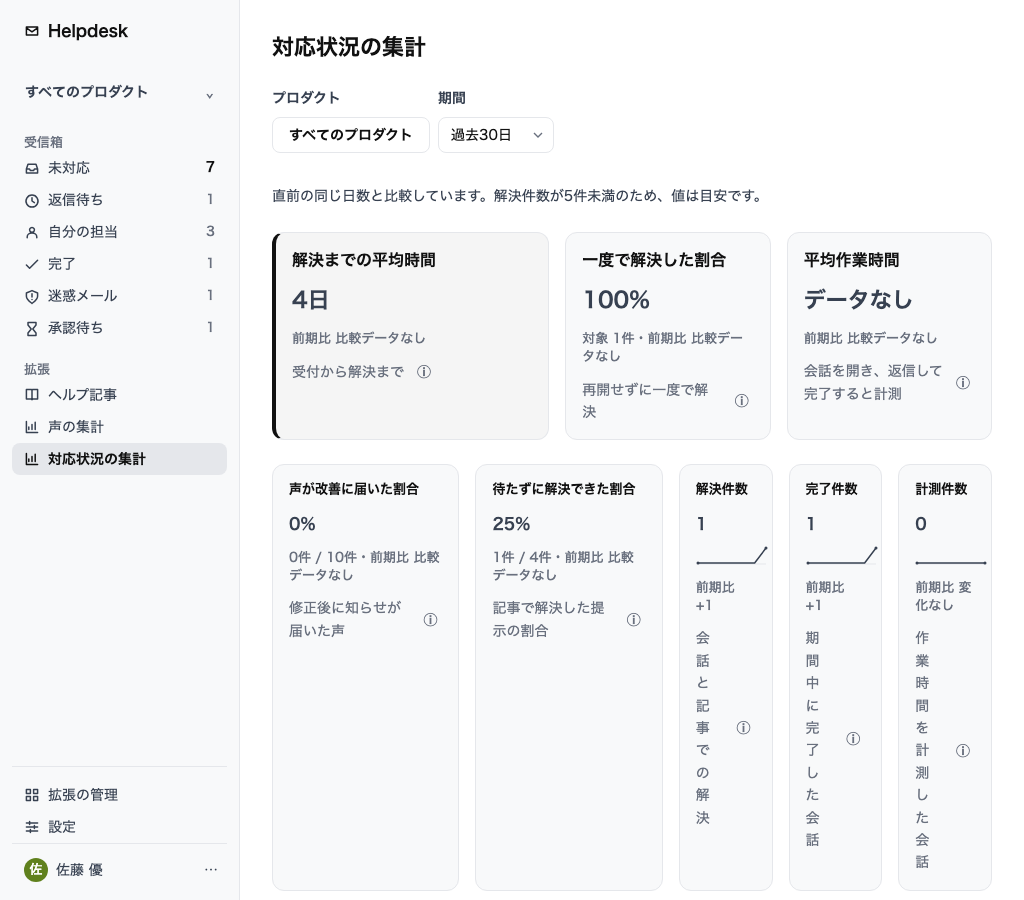 Helpdesk
すべてのプロダクト
受信箱
未対応 7
返信待ち 1
自分の担当 3
完了 1
迷惑メール 1
承認待ち 1
拡張
ヘルプ記事
声の集計
対応状況の集計
拡張の管理
設定
佐 佐藤 優 …
対応状況の集計
プロダクト 期間
すべてのプロダクト 過去30日
直前の同じ日数と比較しています。解決件数が5件未満のため、値は目安です。
解決までの平均時間
4日
前期比 比較データなし
受付から解決まで
一度で解決した割合
100%
対象 1件・前期比 比較デー
タなし
再開せずに一度で解
決
平均作業時間
データなし
前期比 比較データなし
会話を開き、返信して
完了すると計測
声が改善に届いた割合
0%
0件 / 10件・前期比 比較
データなし
修正後に知らせが
届いた声
待たずに解決できた割合
25%
1件 / 4件・前期比 比較
データなし
記事で解決した提
示の割合
解決件数
1
前期比
+1
会
話
と
記
事
で
の
解
決
完了件数
1
前期比
+1
期
間
中
に
完
了
し
た
会
話
計測件数
0
前期比 変
化なし
作
業
時
間
を
計
測
し
た
会
話